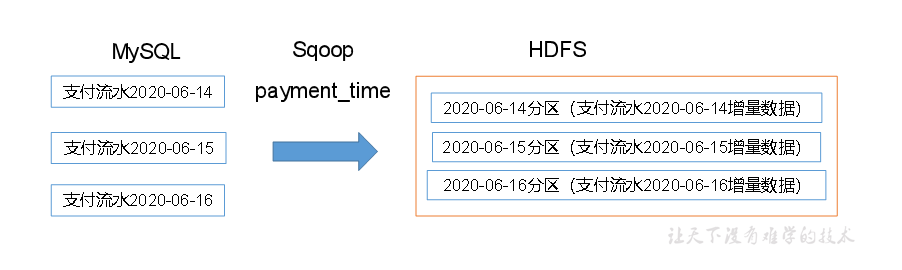 MySQL
Sqoop
HDFS
payment_time
支付流水2020-06-14
支付流水2020-06-15
支付流水2020-06-16
2020-06-14分区（支付流水2020-06-14增量数据）
2020-06-15分区（支付流水2020-06-15增量数据）
2020-06-16分区（支付流水2020-06-16增量数据）
让天下没有难学的技术